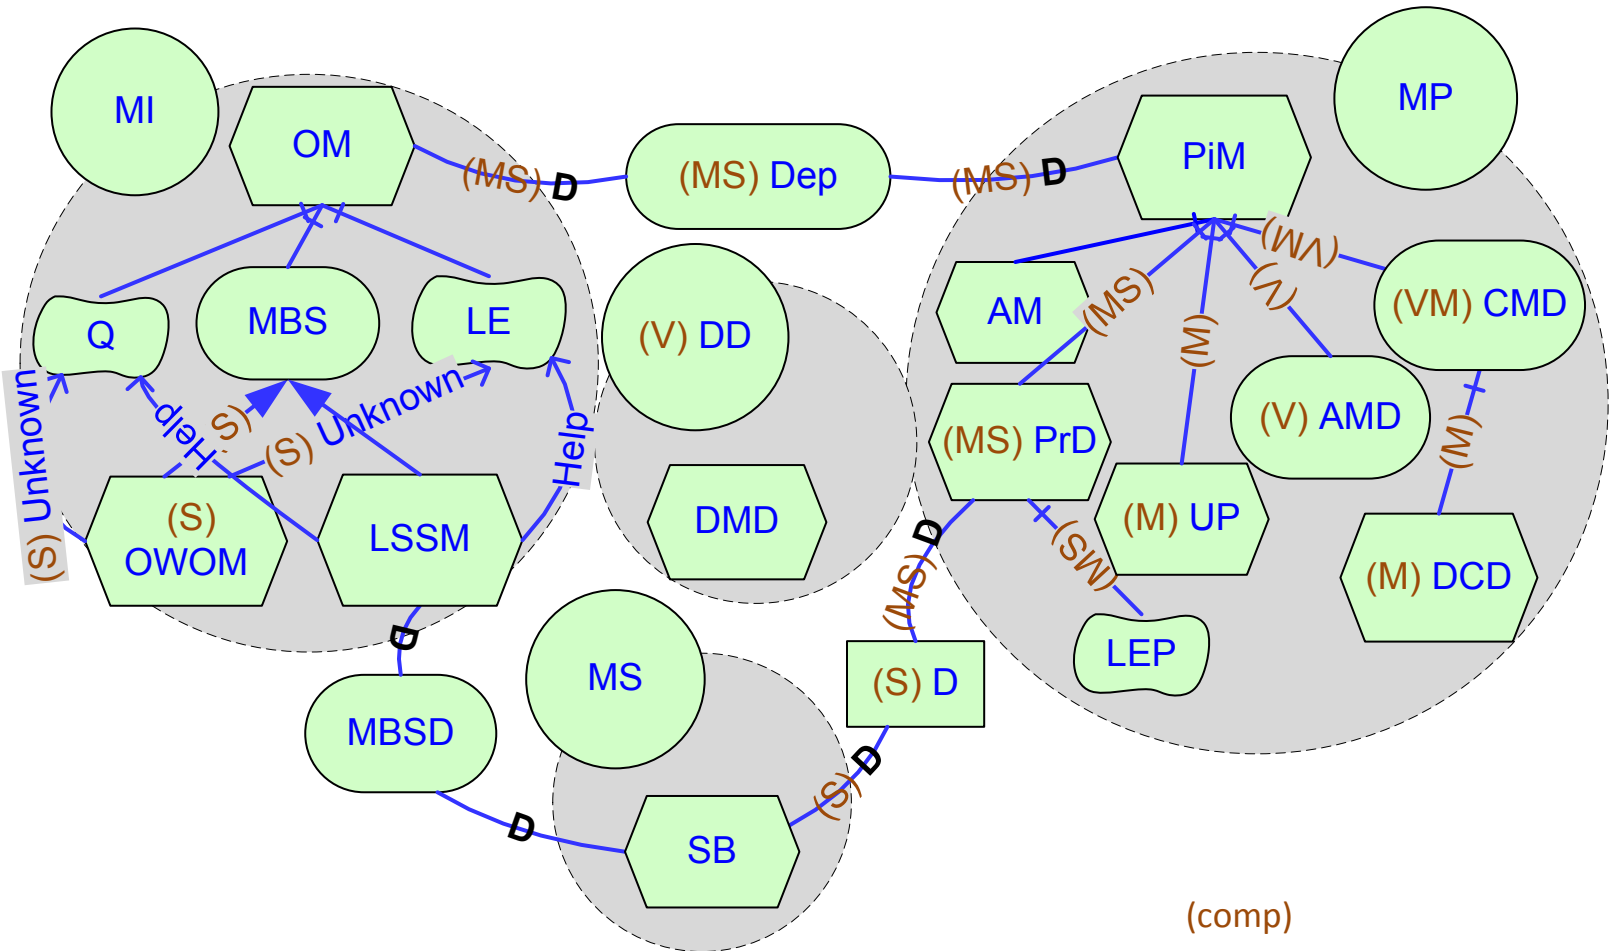 MI
MP
OM
(MS) D
(MS) Dep
(MS) D
PiM
(VM)
Q
MBS
LE
(V) DD
AM
(MS)
(M)
(V)
(VM) CMD
(S) Unknown
Help
(S)
(S) Unknown
Help
(MS) PrD
(V) AMD
(M)
(S)
OWOM
LSSM
DMD
(MS) D
(MS)
(M) UP
(M) DCD
D
MBSD
MS
(S) D
LEP
D
SB
(S) D
(comp)